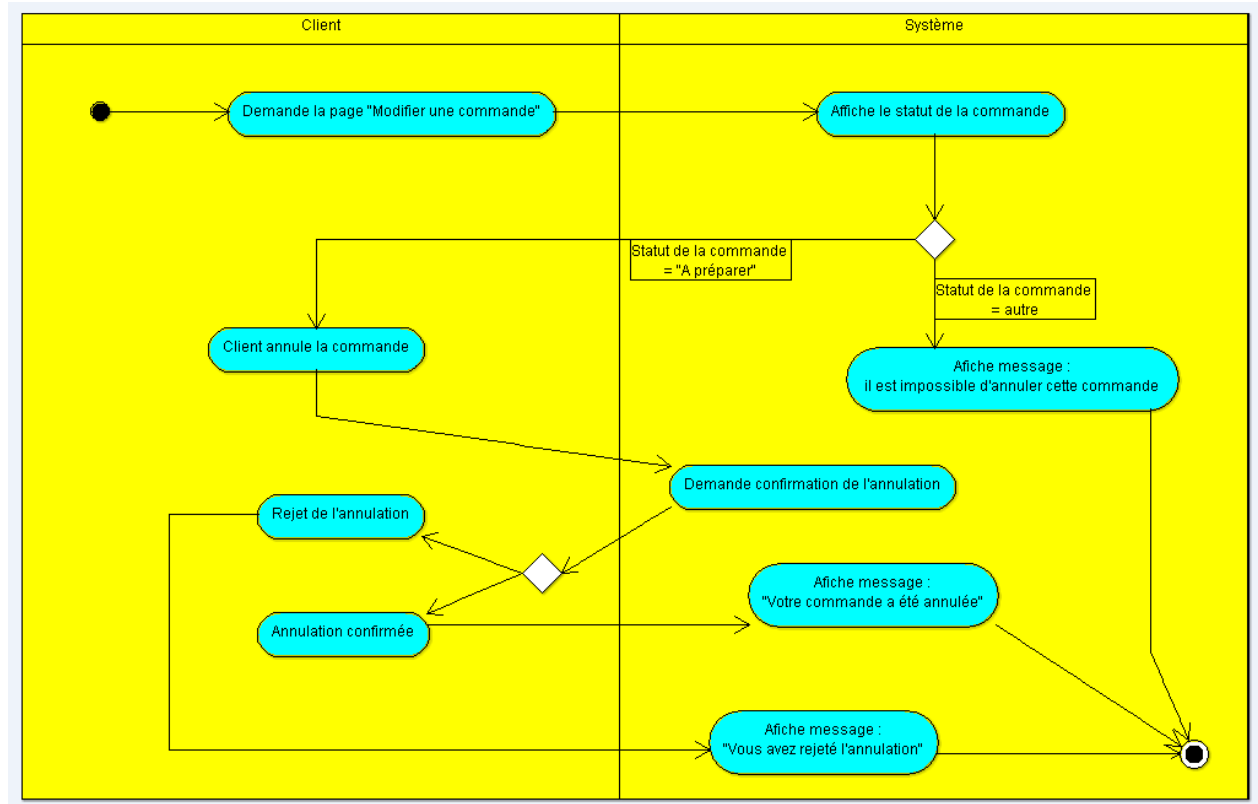 Client
Système
Demande la page "Modifier une commande"
Affiche le statut de la commande
Statut de la commande
= "A préparer"
Statut de la commande
= autre
Client annule la commande
Afiche message :
il est impossible d'annuler cette commande
Demande confirmation de l'annulation
Rejet de l'annulation
Afiche message :
"Votre commande a été annulée"
Annulation confirmée
Afiche message :
"Vous avez rejeté l'annulation"